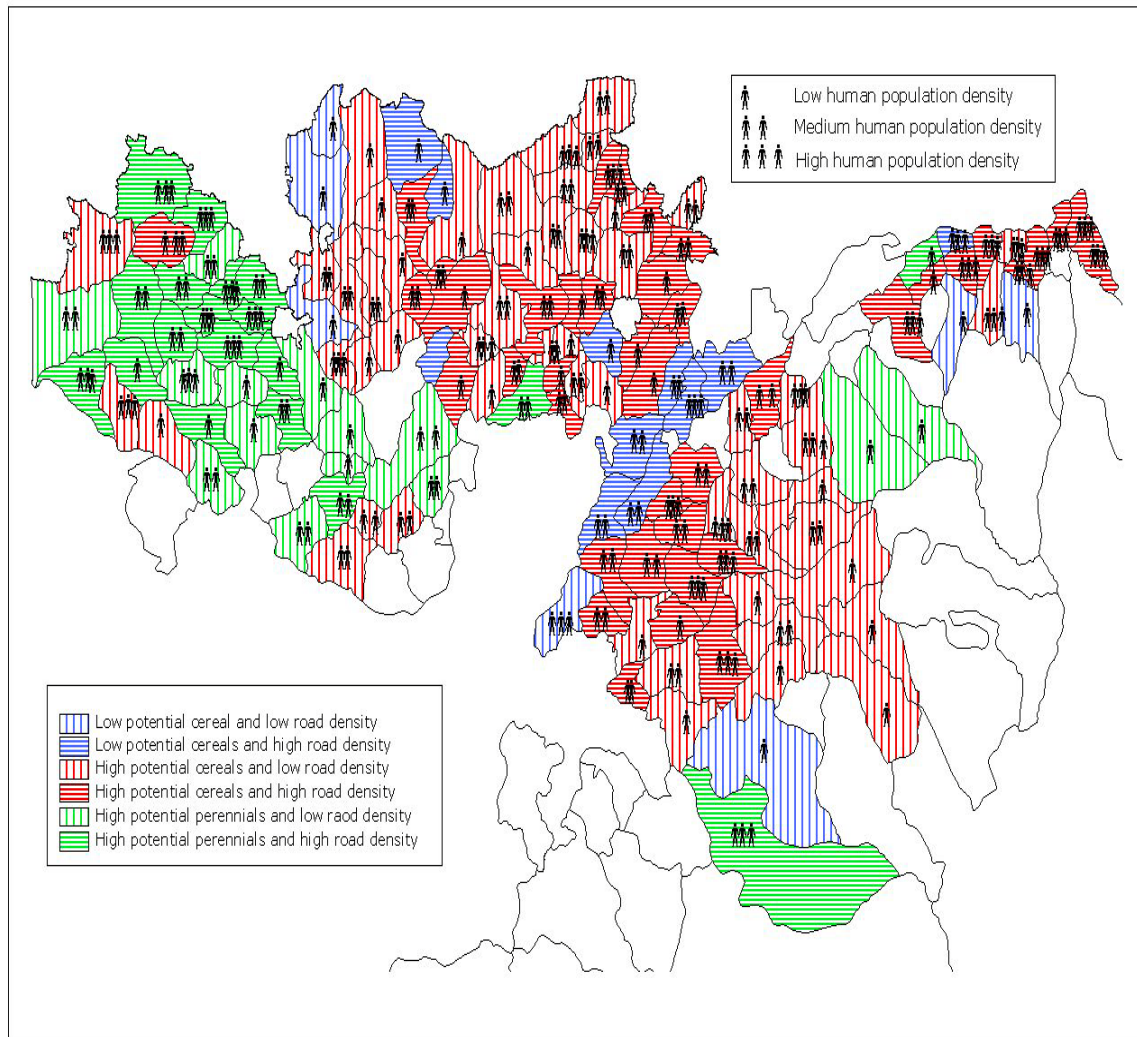 Low human population density
Medium human population density
High human population density
Low potential cereal and low road density
Low potential cereals and high road density
High potential cereals and low road density
High potential cereals and high road density
High potential perennials and low raod density
High potential perennials and high road density